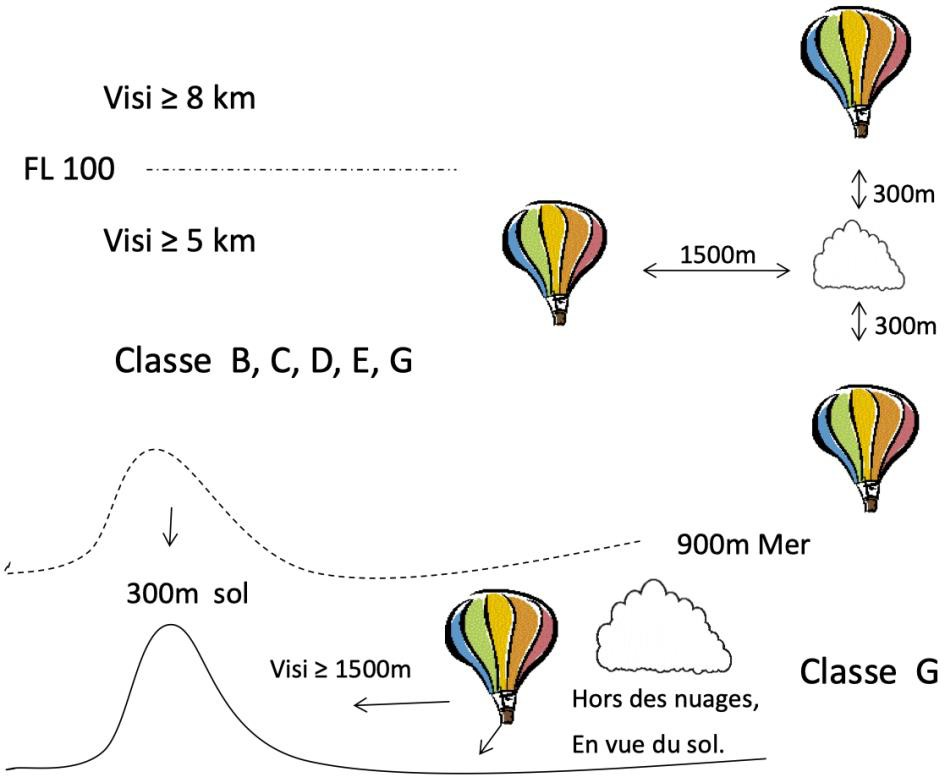 Visi ≥ 8 km
FL 100
300m
Visi ≥ 5 km
1500m
300m
Classe B, C, D, E, G
900m Mer
300m sol
Visi ≥ 1500m
Classe G
Hors des nuages,
En vue du sol.